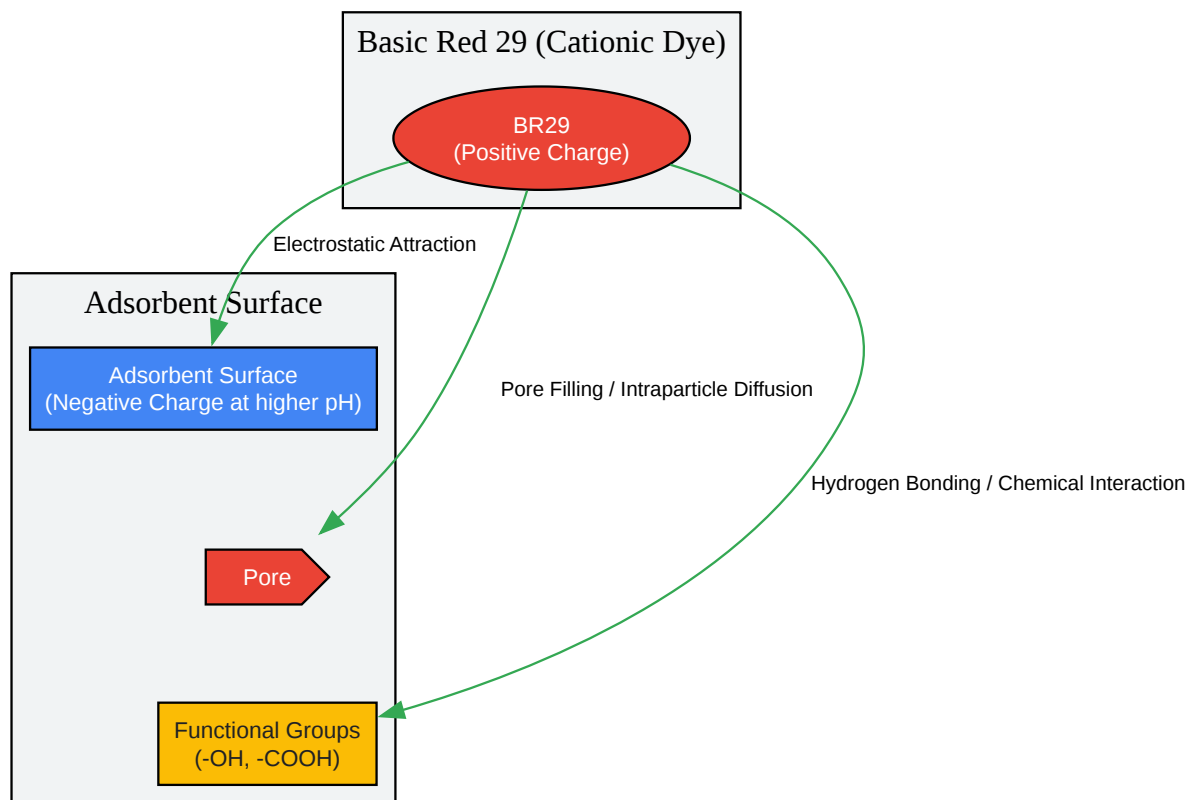 Basic Red 29 (Cationic Dye)
BR29
(Positive Charge)
Electrostatic Attraction
Adsorbent Surface
Adsorbent Surface
(Negative Charge at higher pH)
Pore Filling / Intraparticle Diffusion
Hydrogen Bonding / Chemical Interaction
Pore
Functional Groups
(-OH, -COOH)